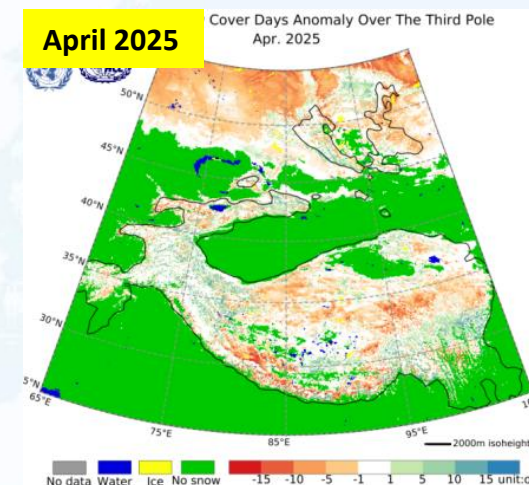 April 2025
Cover Days Anomaly Over The Third Pole
Apr. 2025
50°N
45°N
40°N
35°N
30°N
5°N
65°E
75°E
85°E
95°E
2000m isoheight
No data Water Ice No snow -15 -10 -5 -1 1 5 10 15 unit: